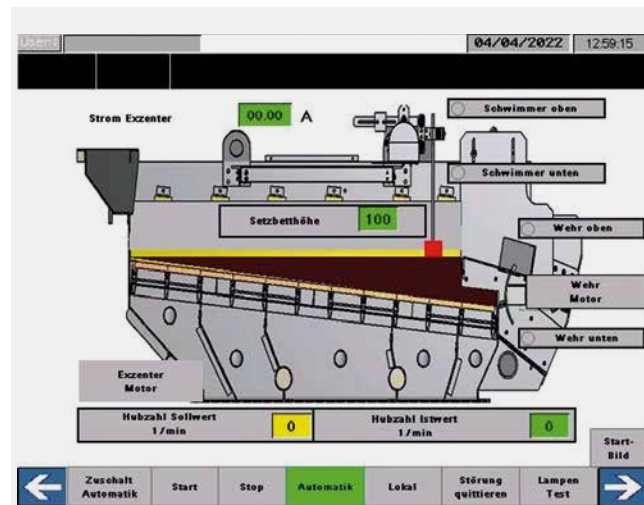 User:
04/04/2022 12:59:15
Strom Exzenter 00.00 A
Schwimmer oben
Schwimmer unten
Setzbetthöhe 100
Wehr oben
Wehr
Motor
Wehr unten
Exzenter
Motor
Hubzahl Sollwert
1/min
0
Hubzahl Istwert
1/min
0
Start-
Bild
Zuschalt
Automatik
Start
Stop
Automatik
Lokal
Störung
quittieren
Lampen
Test